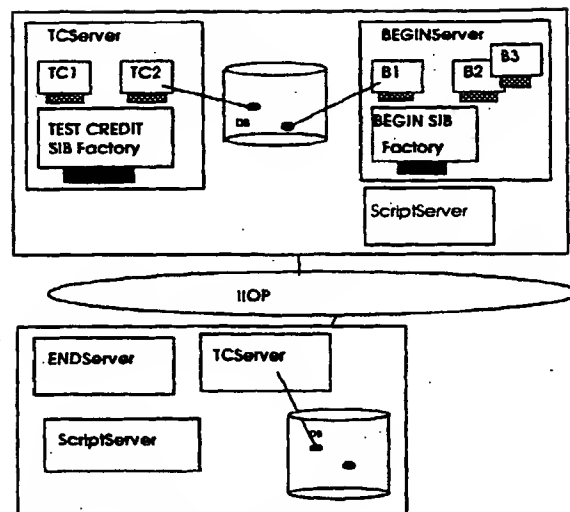 TCServer
TC1
TC2
TEST CREDIT
SIB Factory
DB
BEGINServer
B1
B2
B3
BEGIN SIB
Factory
ScriptServer
IIOP
ENDServer
TCServer
ScriptServer
DB